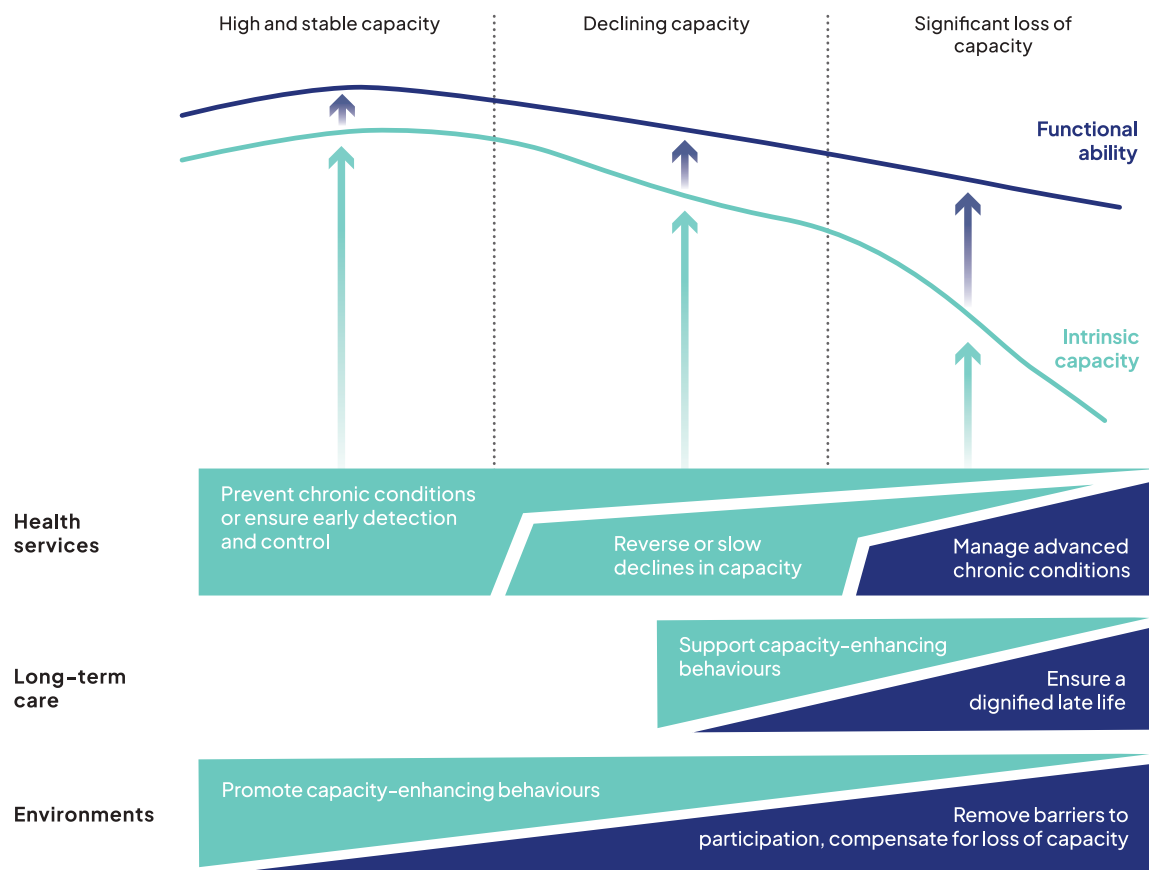 High and stable capacity
Declining capacity
Significant loss of
capacity
Functional
ability
Intrinsic
capacity
Health
services
Prevent chronic conditions
or ensure early detection
and control
Reverse or slow
declines in capacity
Manage advanced
chronic conditions
Long-term
care
Support capacity-enhancing
behaviours
Ensure a
dignified late life
Environments
Promote capacity-enhancing behaviours
Remove barriers to
participation, compensate for loss of capacity